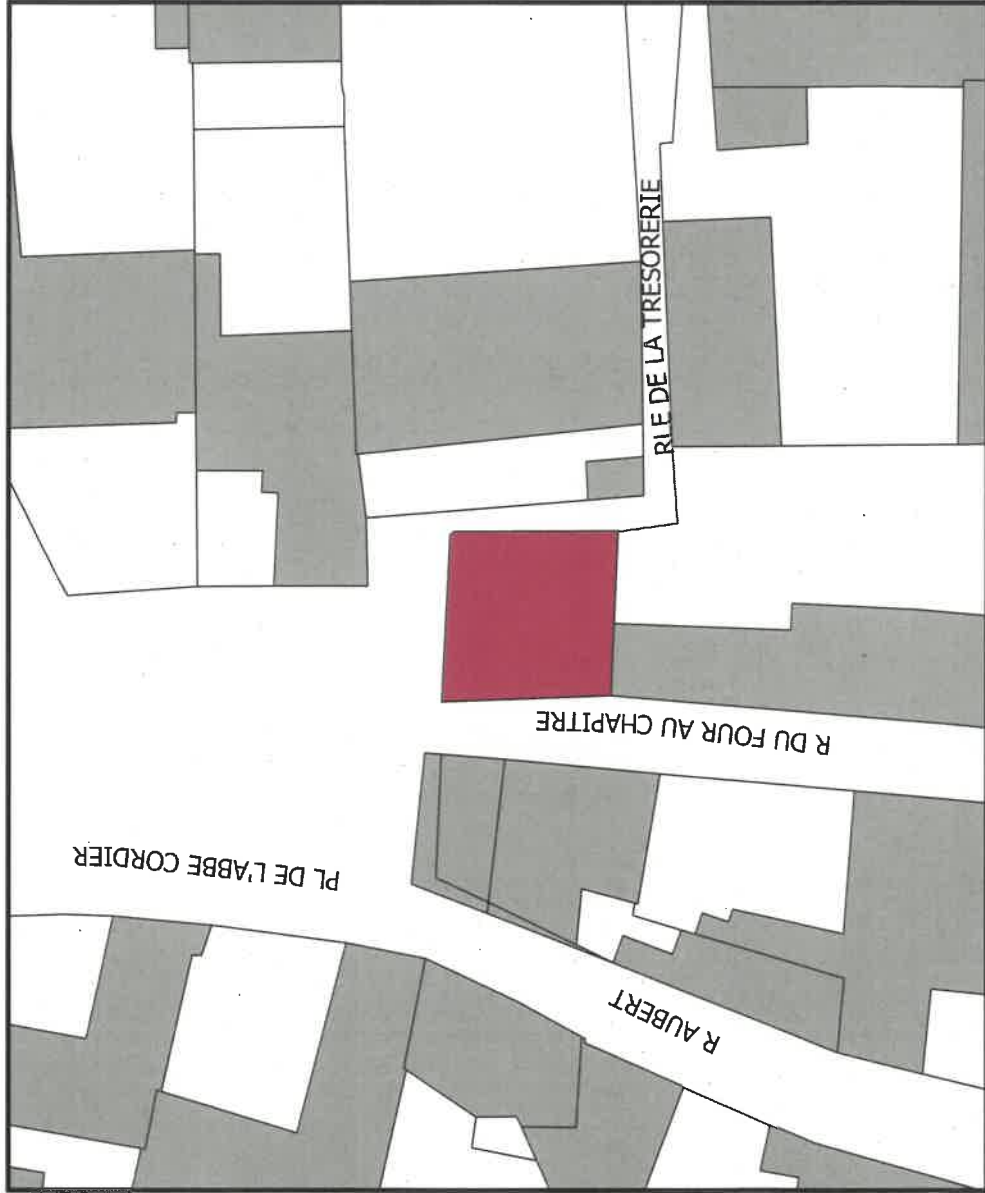 RLE DE LA TRESORERIE
R DU FOUR AU CHAPITRE
PL DE L'ABBE CORDIER
R AUBERT